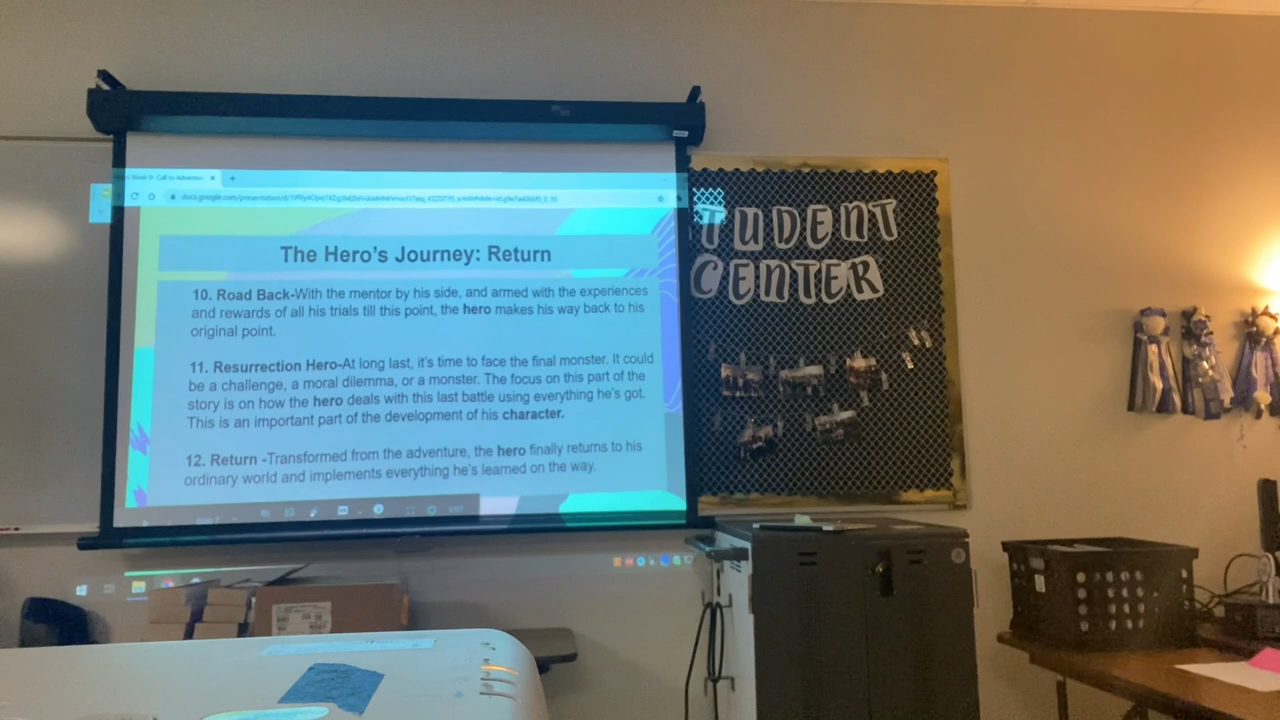 Week 9- Call to Adventure
The Hero's Journey: Return
10. Road Back-With the mentor by his side, and armed with the experiences
and rewards of all his trials till this point, the hero makes his way back to his
original point.
11. Resurrection Hero-At long last, it's time to face the final monster. It could
be a challenge, a moral dilemma, or a monster. The focus on this part of the
story is on how the hero deals with this last battle using everything he's got.
This is an important part of the development of his character.
12. Return -Transformed from the adventure, the hero finally returns to his
ordinary world and implements everything he's learned on the way.
TUDENT
CENTER